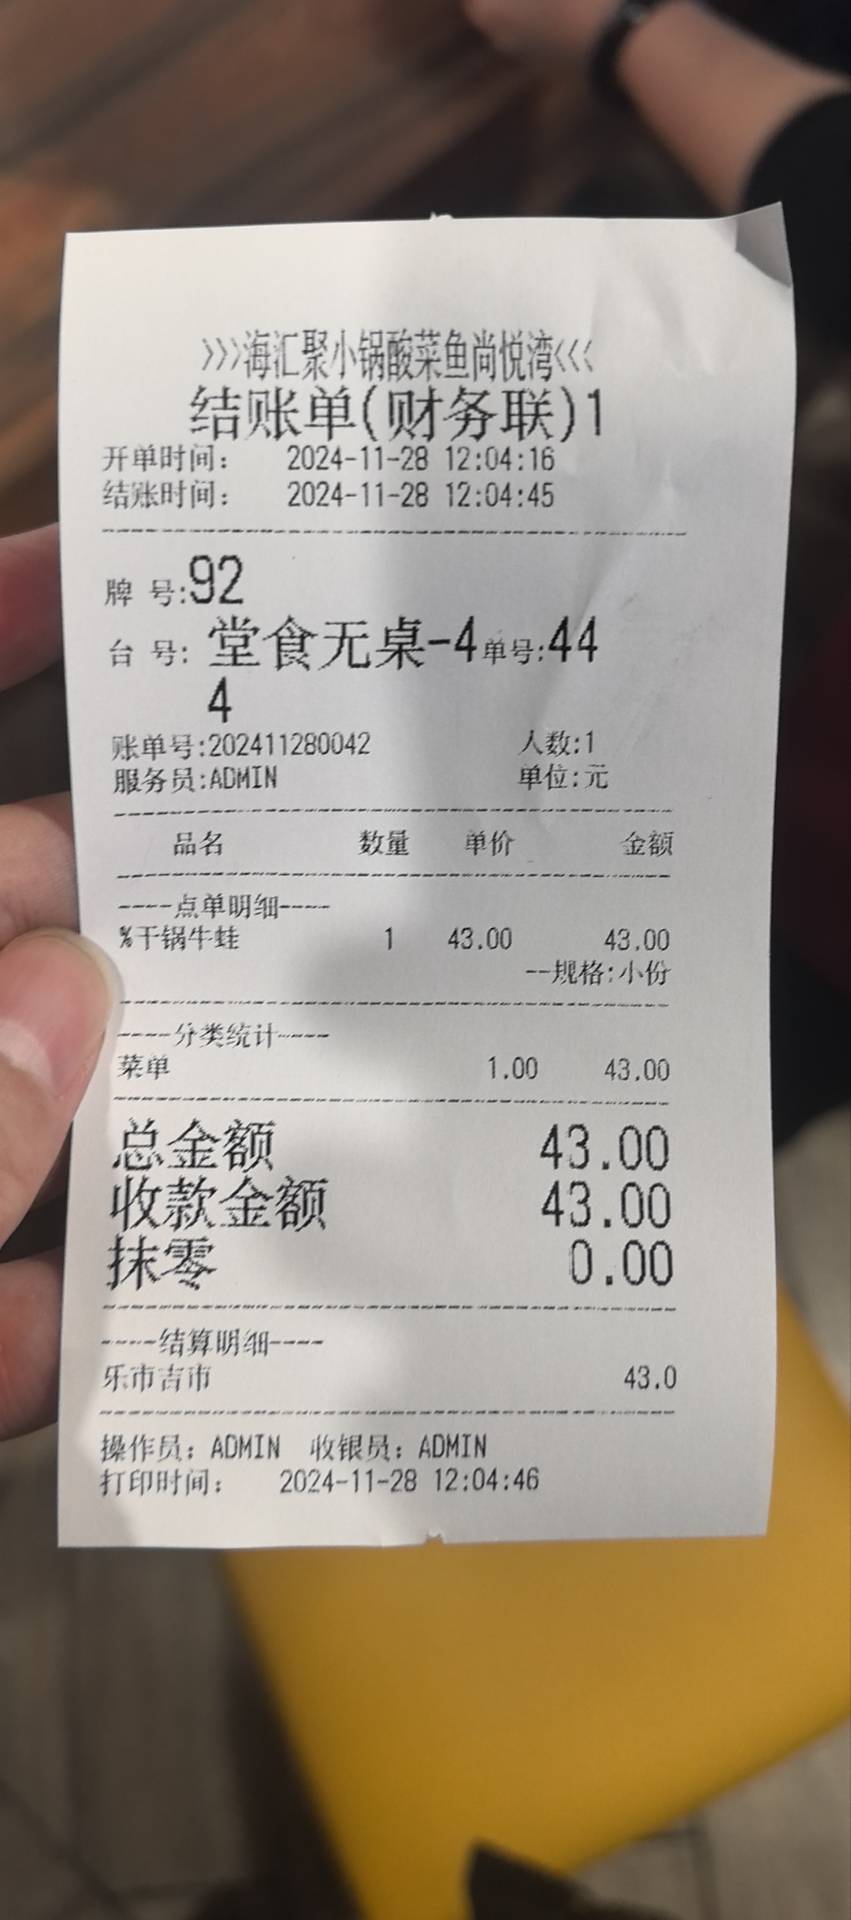 >>>海汇聚小锅酸菜鱼尚悦湾<<<
结账单(财务联)1
开单时间: 2024-11-28 12:04:16
结账时间: 2024-11-28 12:04:45
牌 号:92
台 号: 堂食无桌-4单号:44
4
账单号:202411280042 人数:1
服务员:ADMIN 单位:元
品名 数量 单价 金额
----点单明细----
%干锅牛蛙 1 43.00 43.00
--规格:小份
----分类统计----
菜单 1.00 43.00
总金额 43.00
收款金额 43.00
抹零 0.00
----结算明细----
乐市吉市 43.0
操作员: ADMIN 收银员: ADMIN
打印时间: 2024-11-28 12:04:46